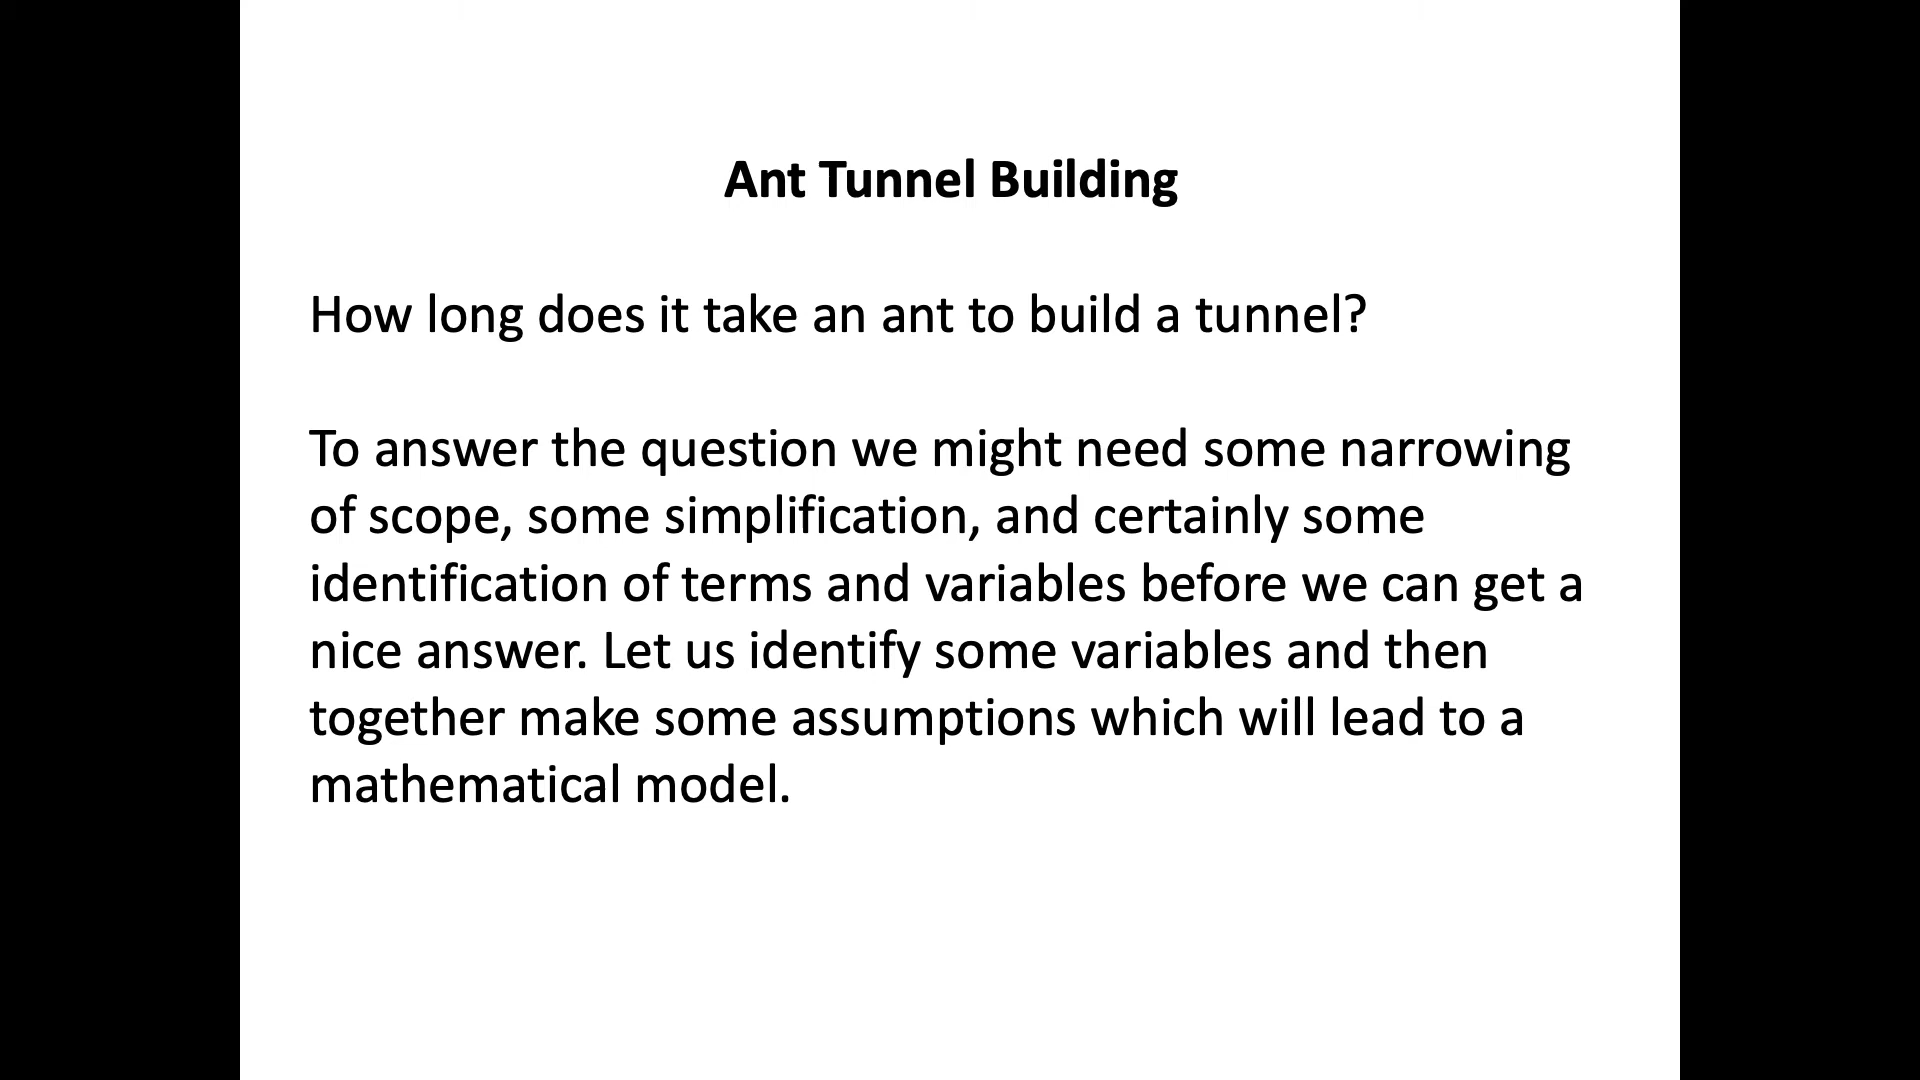 Ant Tunnel Building
How long does it take an ant to build a tunnel?
To answer the question we might need some narrowing
of scope, some simplification, and certainly some
identification of terms and variables before we can get a
nice answer. Let us identify some variables and then
together make some assumptions which will lead to a
mathematical model.